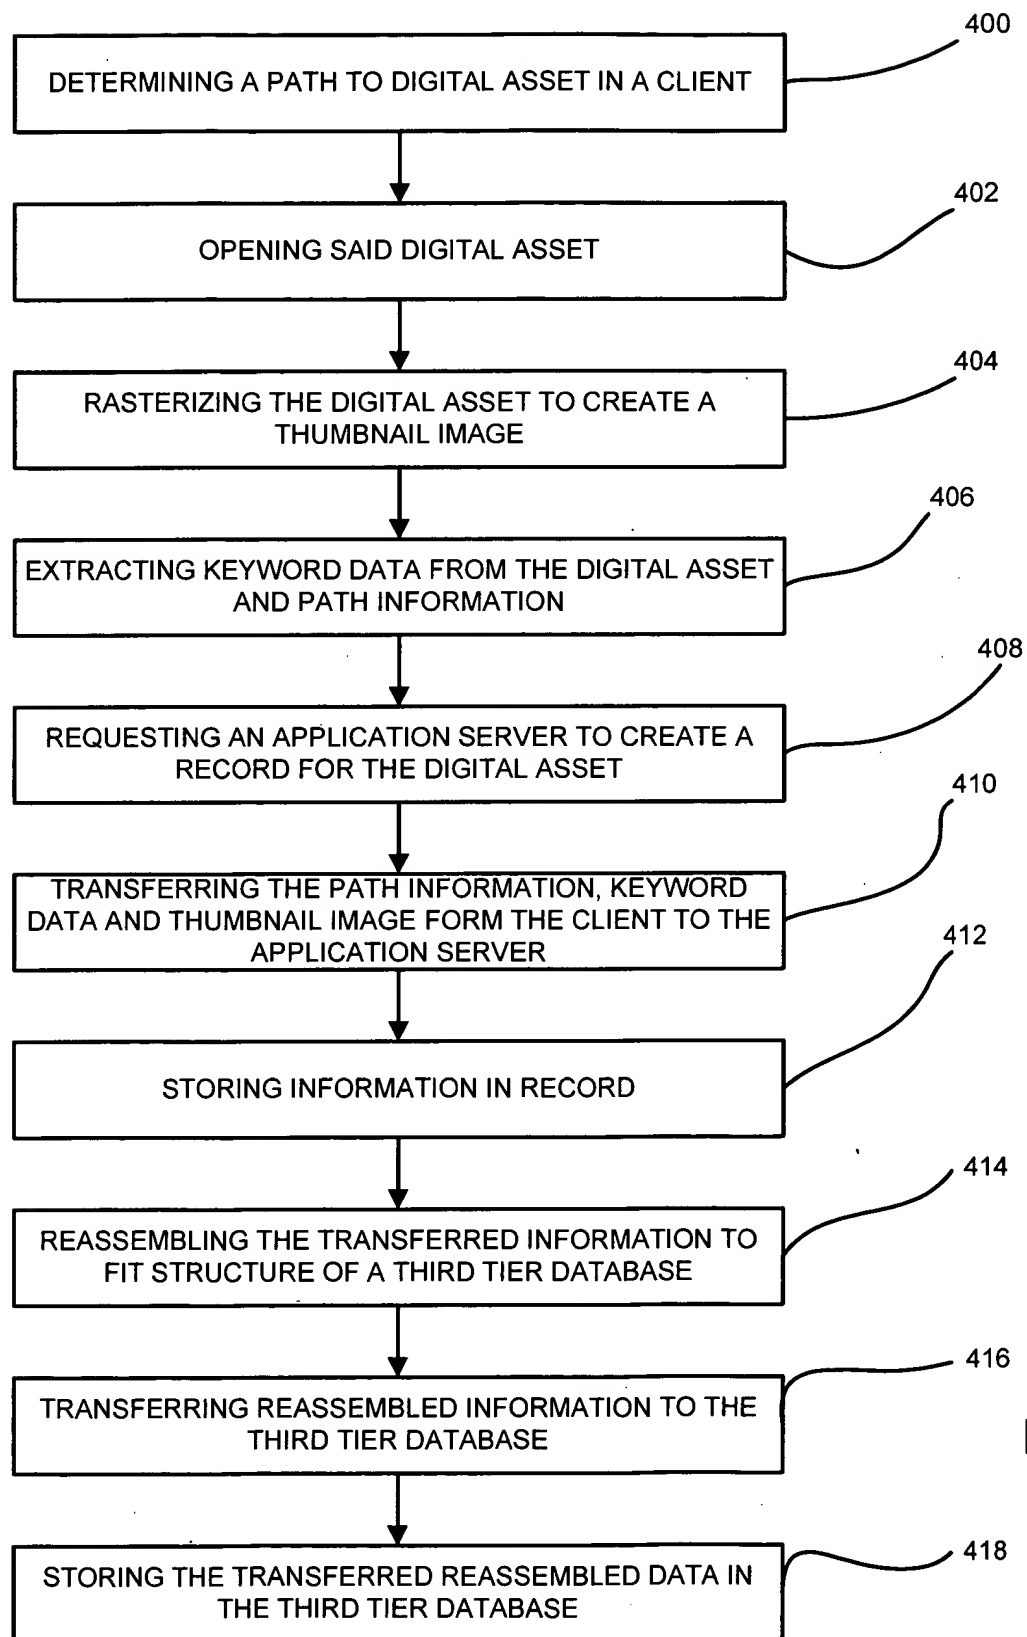 400
DETERMINING A PATH TO DIGITAL ASSET IN A CLIENT
402
OPENING SAID DIGITAL ASSET
404
RASTERIZING THE DIGITAL ASSET TO CREATE A
THUMBNAIL IMAGE
406
EXTRACTING KEYWORD DATA FROM THE DIGITAL ASSET
AND PATH INFORMATION
408
REQUESTING AN APPLICATION SERVER TO CREATE A
RECORD FOR THE DIGITAL ASSET
410
TRANSFERRING THE PATH INFORMATION, KEYWORD
DATA AND THUMBNAIL IMAGE FORM THE CLIENT TO THE
APPLICATION SERVER
412
STORING INFORMATION IN RECORD
414
REASSEMBLING THE TRANSFERRED INFORMATION TO
FIT STRUCTURE OF A THIRD TIER DATABASE
416
TRANSFERRING REASSEMBLED INFORMATION TO THE
THIRD TIER DATABASE
418
STORING THE TRANSFERRED REASSEMBLED DATA IN
THE THIRD TIER DATABASE